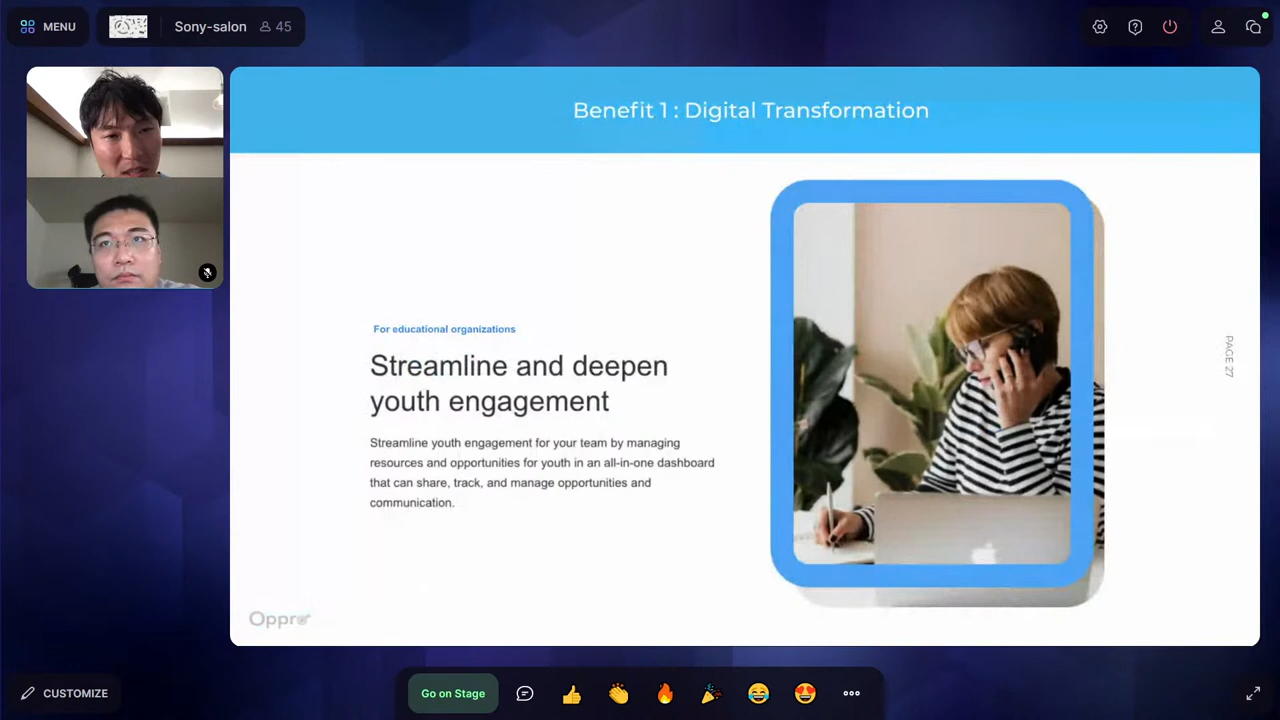 MENU
Sony-salon
45
Benefit 1 : Digital Transformation
For educational organizations
Streamline and deepen
youth engagement
Streamline youth engagement for your team by managing
resources and opportunities for youth in an all-in-one dashboard
that can share, track, and manage opportunities and
communication.
PAGE 27
Oppro
CUSTOMIZE
Go on Stage